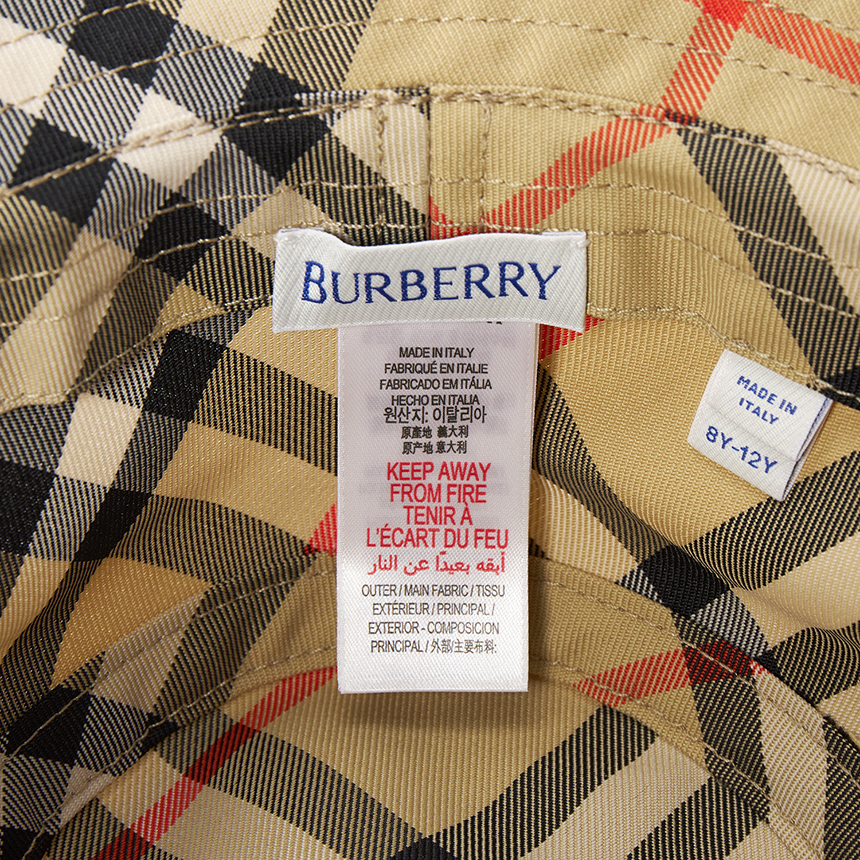 BURBERRY
MADE IN ITALY
FABRIQUÉ EN ITALIE
FABRICADO EM ITÁLIA
HECHO EN ITALIA
원산지: 이탈리아
原產地 義大利
原产地 意大利
KEEP AWAY
FROM FIRE
TENIR À
L'ÉCART DU FEU
أبقه بعيدًا عن النار
OUTER / MAIN FABRIC / TISSU
EXTÉRIEUR / PRINCIPAL /
EXTERIOR - COMPOSICION
PRINCIPAL / 外部/主要布料:
MADE IN
ITALY
8Y-12Y